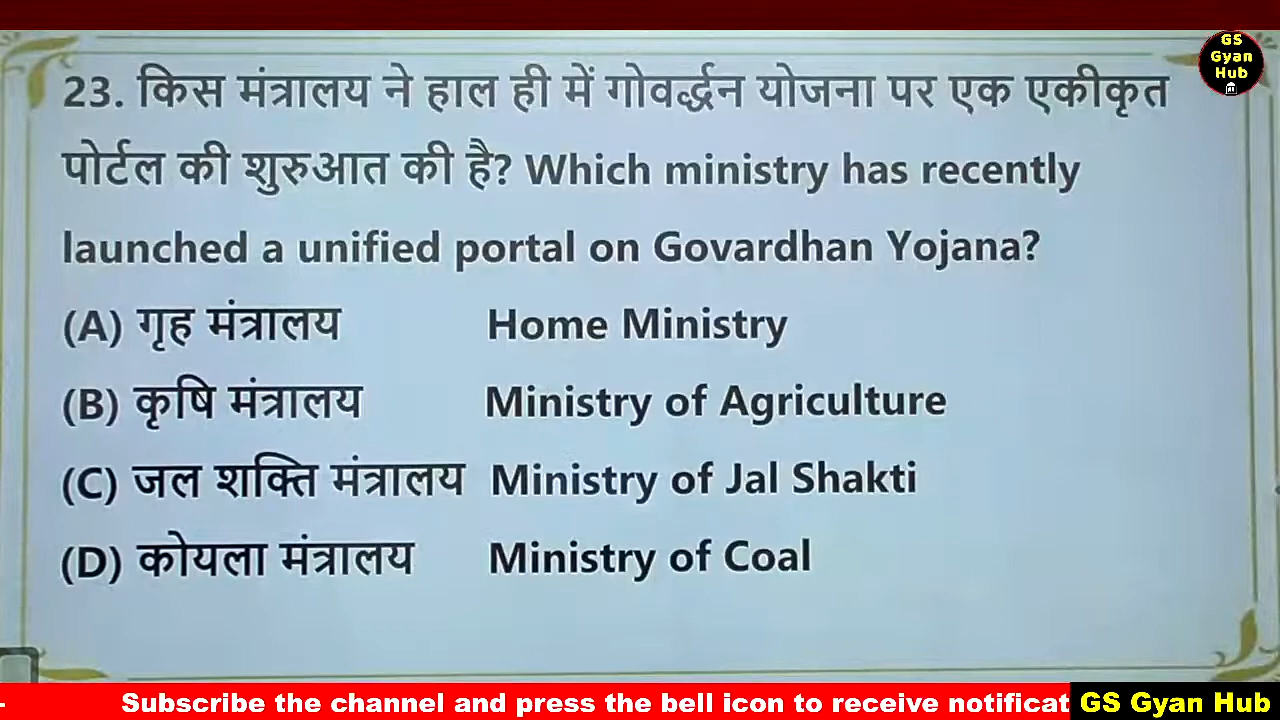 GS
Gyan
Hub
23. किस मंत्रालय ने हाल ही में गोवर्द्धन योजना पर एक एकीकृत
पोर्टल की शुरुआत की है? Which ministry has recently
launched a unified portal on Govardhan Yojana?
(A) गृह मंत्रालय Home Ministry
(B) कृषि मंत्रालय Ministry of Agriculture
(C) जल शक्ति मंत्रालय Ministry of Jal Shakti
(D) कोयला मंत्रालय Ministry of Coal
- Subscribe the channel and press the bell icon to receive notificat GS Gyan Hub